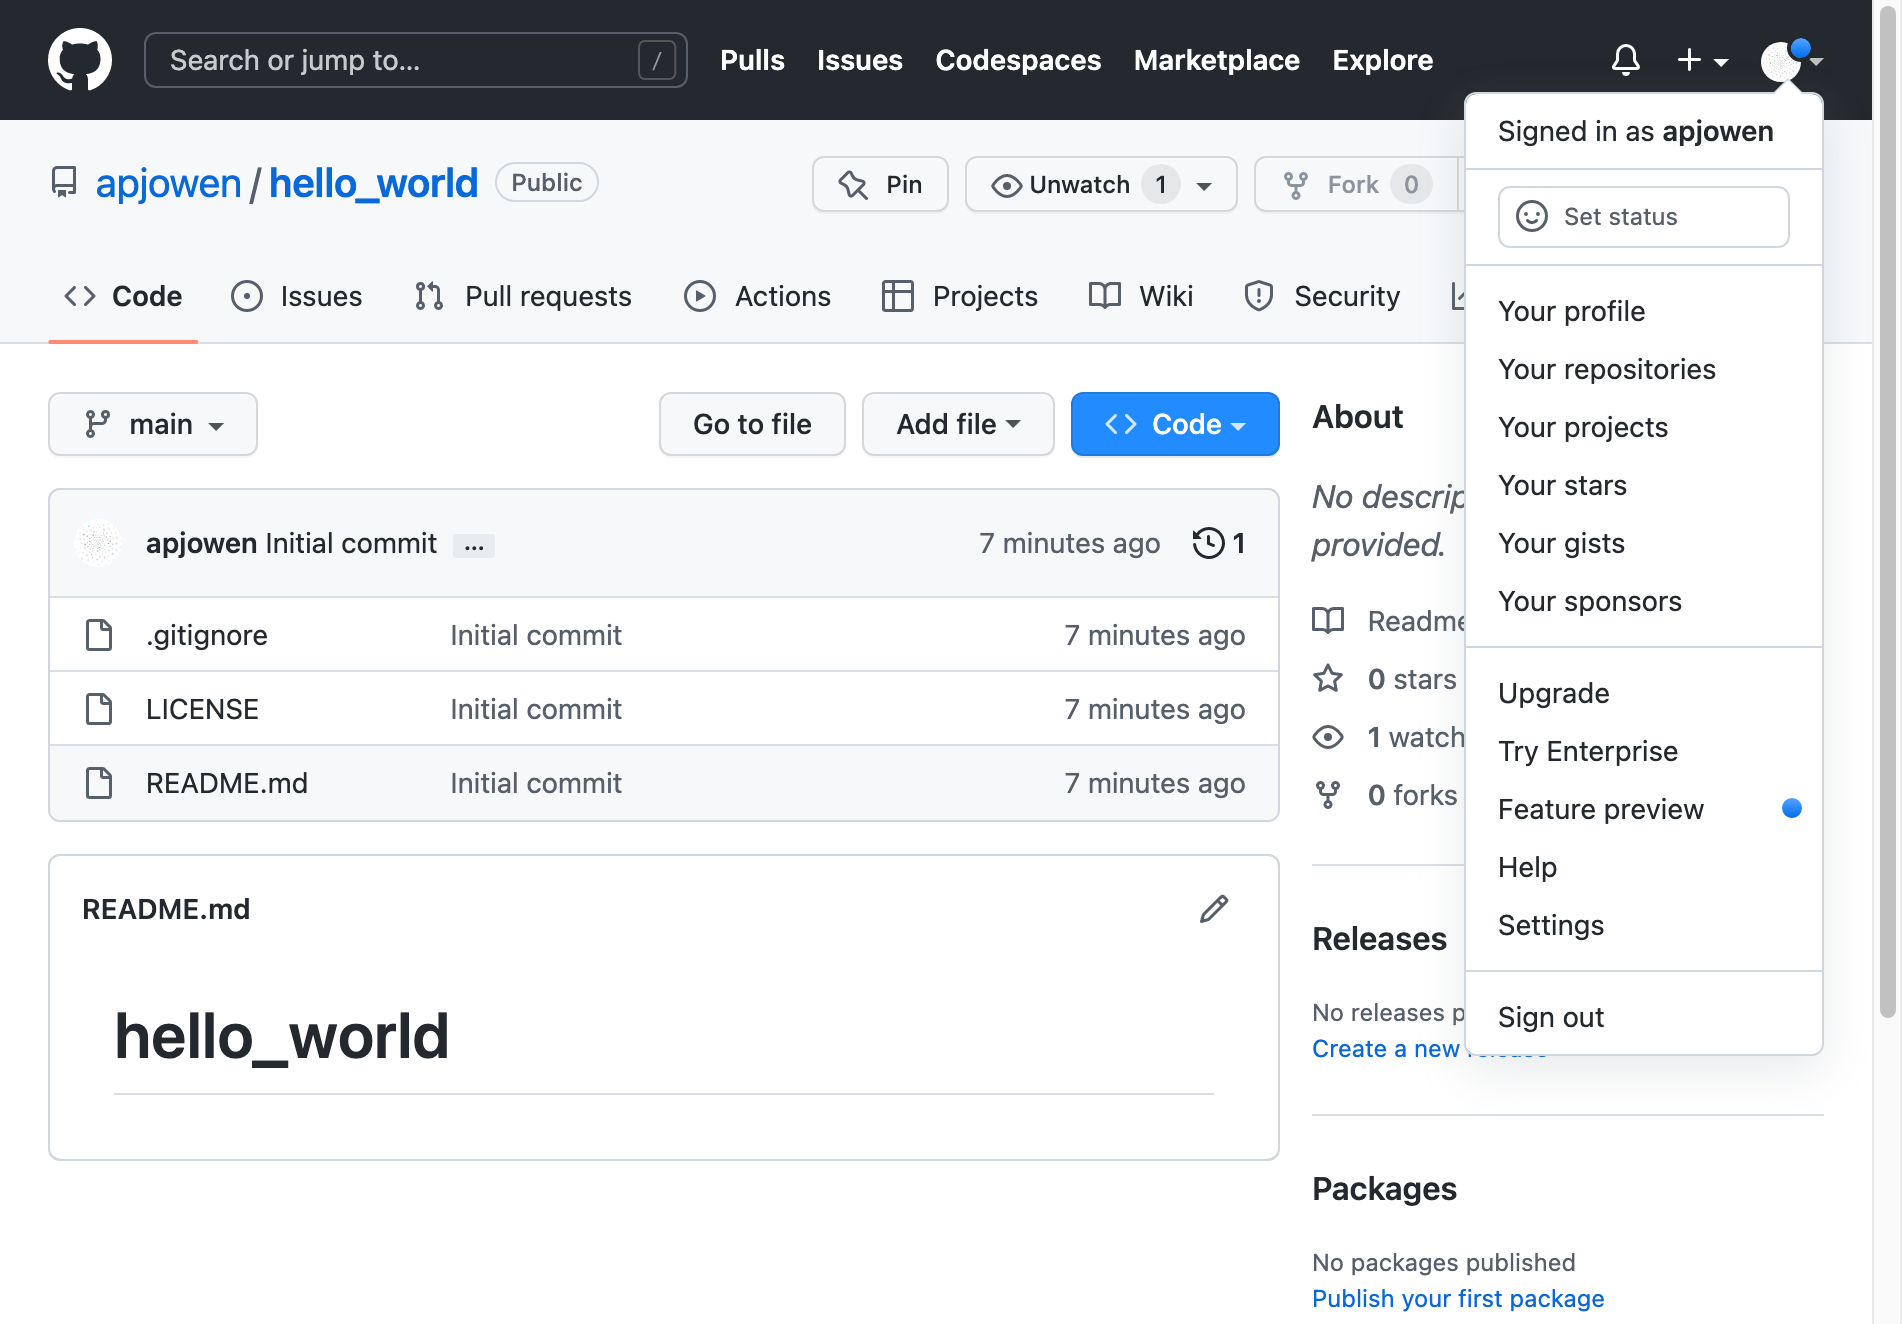 Search or jump to... /
Pulls Issues Codespaces Marketplace Explore
Signed in as apjowen
apjowen / hello_world Public
Pin
Unwatch 1
Fork 0
Set status
Code Issues Pull requests Actions Projects Wiki Security
Your profile
Your repositories
Your projects
Your stars
Your gists
Your sponsors
Upgrade
Try Enterprise
Feature preview
Help
Settings
Sign out
main
Go to file
Add file
Code
apjowen Initial commit ... 7 minutes ago 1
.gitignore Initial commit 7 minutes ago
LICENSE Initial commit 7 minutes ago
README.md Initial commit 7 minutes ago
README.md
hello_world
About
No descrip
provided.
Readme
0 stars
1 watch
0 forks
Releases
No releases p
Create a new release
Packages
No packages published
Publish your first package